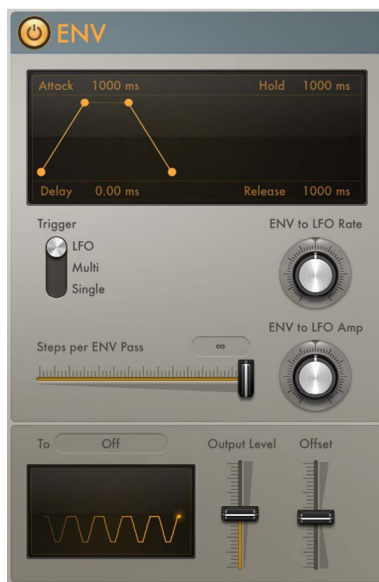 ENV
Attack 1000 ms Hold 1000 ms
Delay 0.00 ms Release 1000 ms
Trigger
LFO
Multi
Single
ENV to LFO Rate
ENV to LFO Amp
Steps per ENV Pass ∞
To Off
Output Level Offset